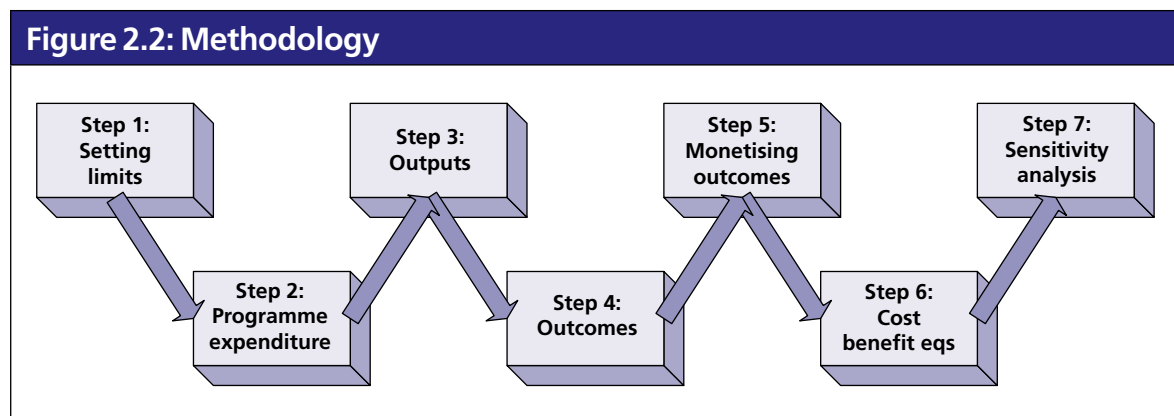 Figure 2.2: Methodology
Step 1:
Setting
limits
Step 2:
Programme
expenditure
Step 3:
Outputs
Step 4:
Outcomes
Step 5:
Monetising
outcomes
Step 6:
Cost
benefit eqs
Step 7:
Sensitivity
analysis